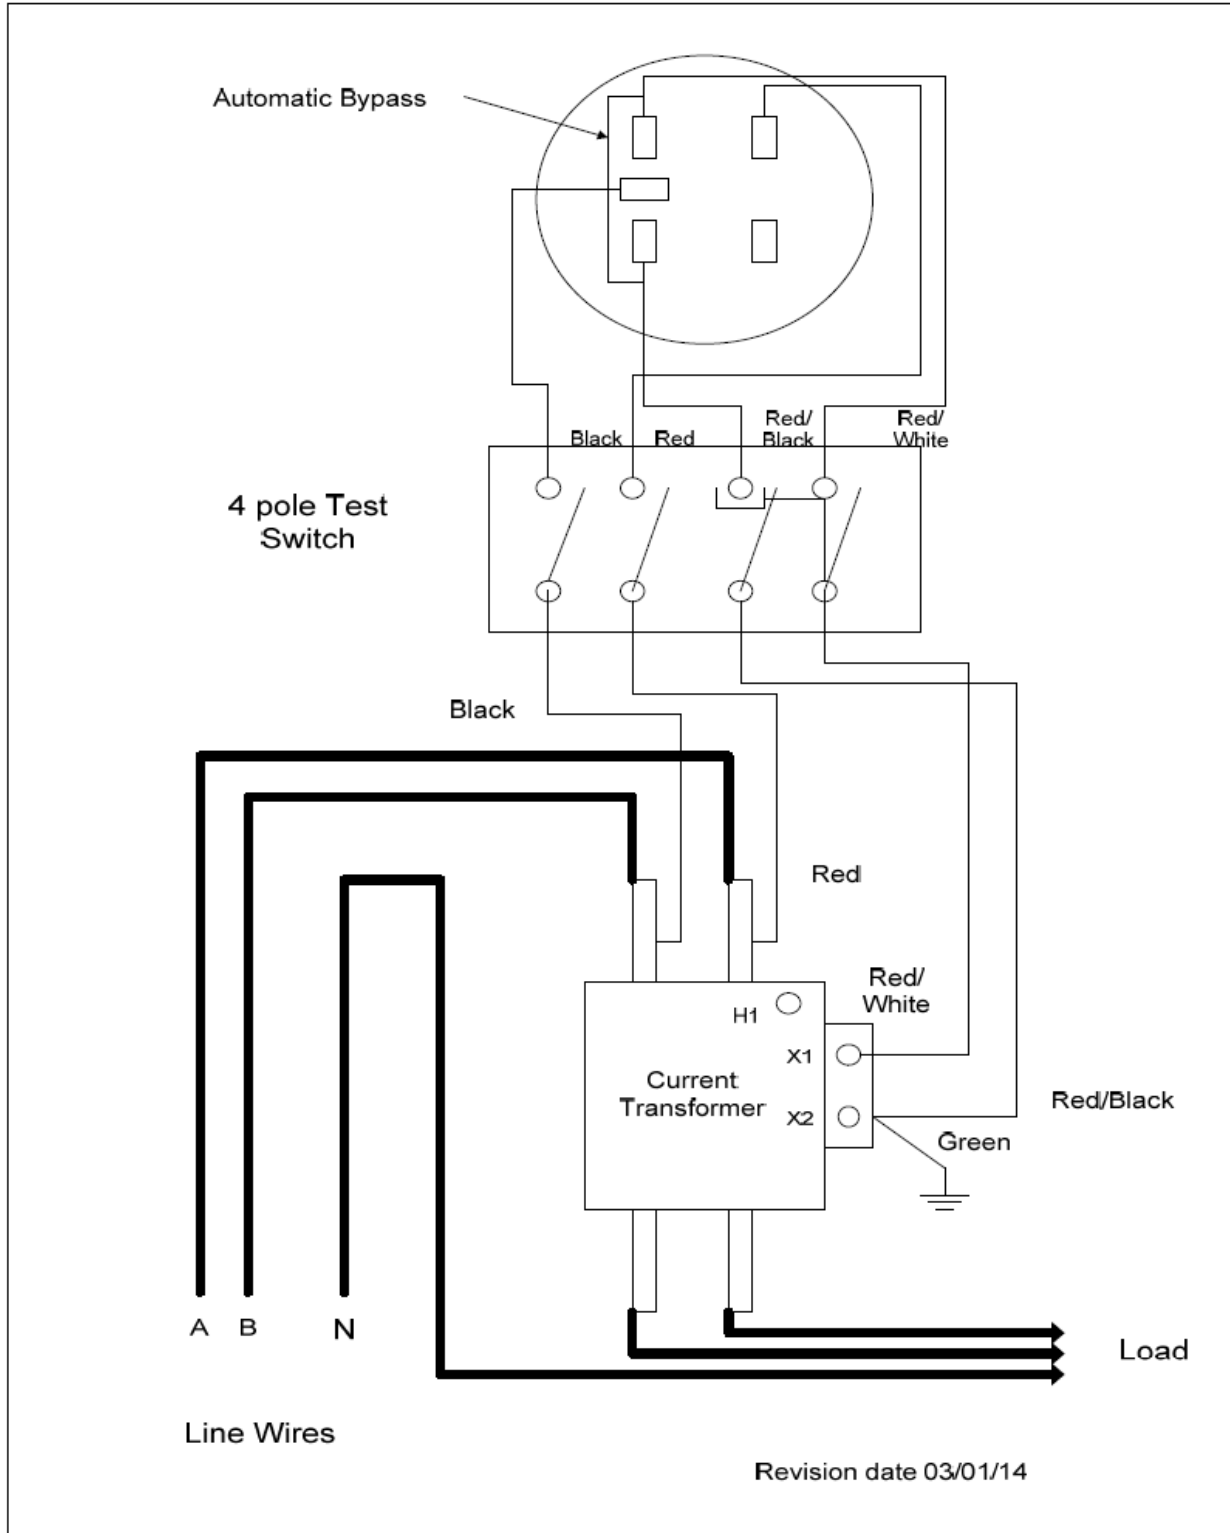 Automatic Bypass
Black
Red
Red/
Black
Red/
White
4 pole Test
Switch
Black
Red
Red/
White
H1
X1
Current
Transformer
X2
Red/Black
Green
A
B
N
Load
Line Wires
Revision date 03/01/14